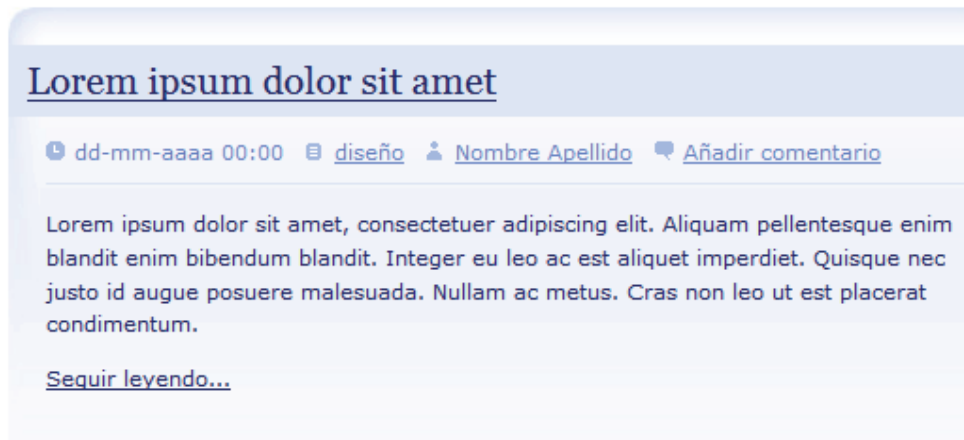 Lorem ipsum dolor sit amet
dd-mm-aaaa 00:00 diseño Nombre Apellido Añadir comentario
Lorem ipsum dolor sit amet, consectetuer adipiscing elit. Aliquam pellentesque enim
blandit enim bibendum blandit. Integer eu leo ac est aliquet imperdiet. Quisque nec
justo id augue posuere malesuada. Nullam ac metus. Cras non leo ut est placerat
condimentum.
Seguir leyendo...